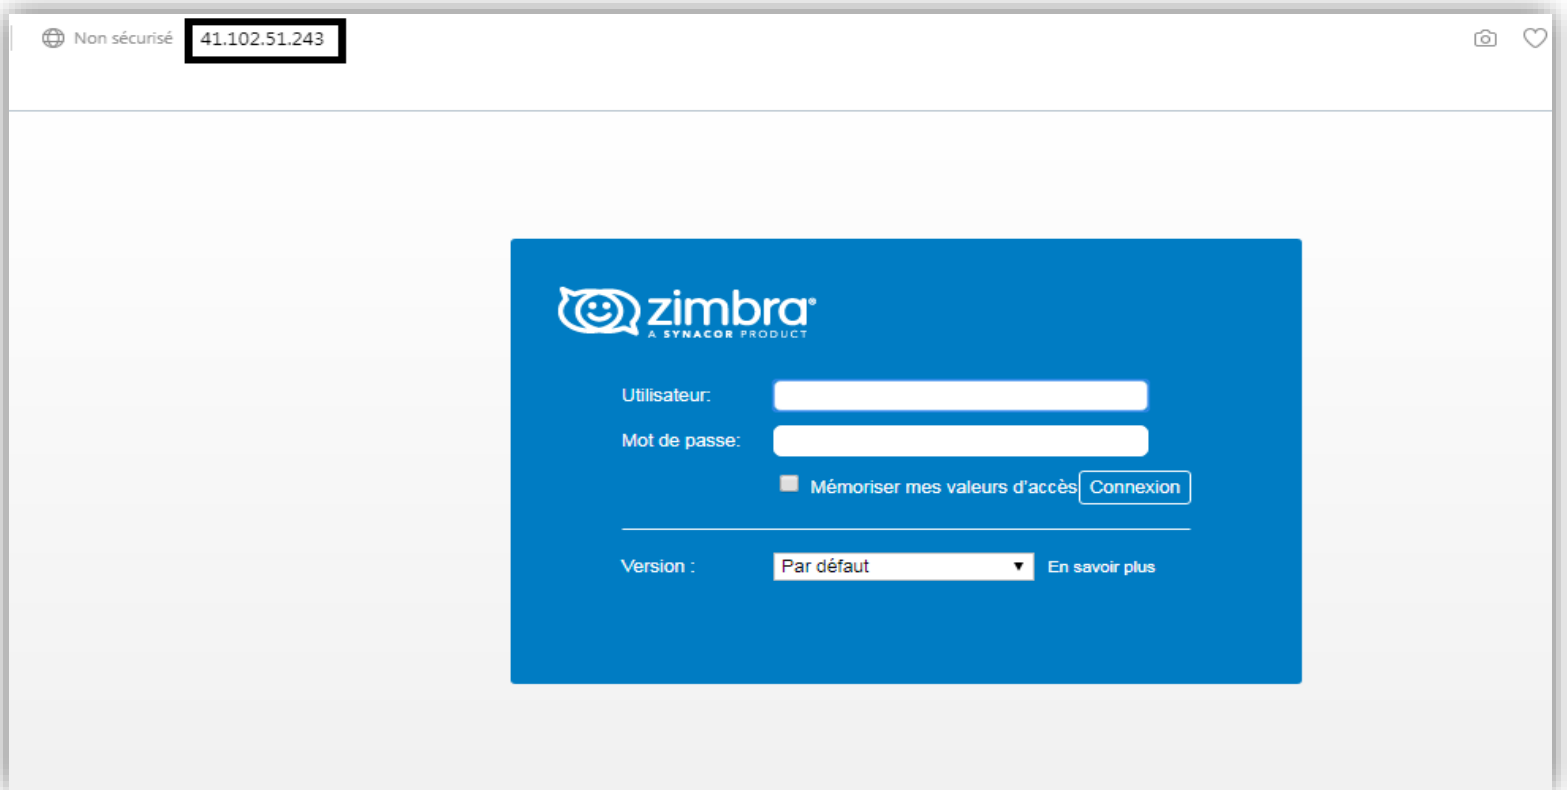 Non sécurisé 41.102.51.243
zimbra®
A SYNACOR PRODUCT
Utilisateur:
Mot de passe:
Mémoriser mes valeurs d'accès Connexion
Version : Par défaut En savoir plus